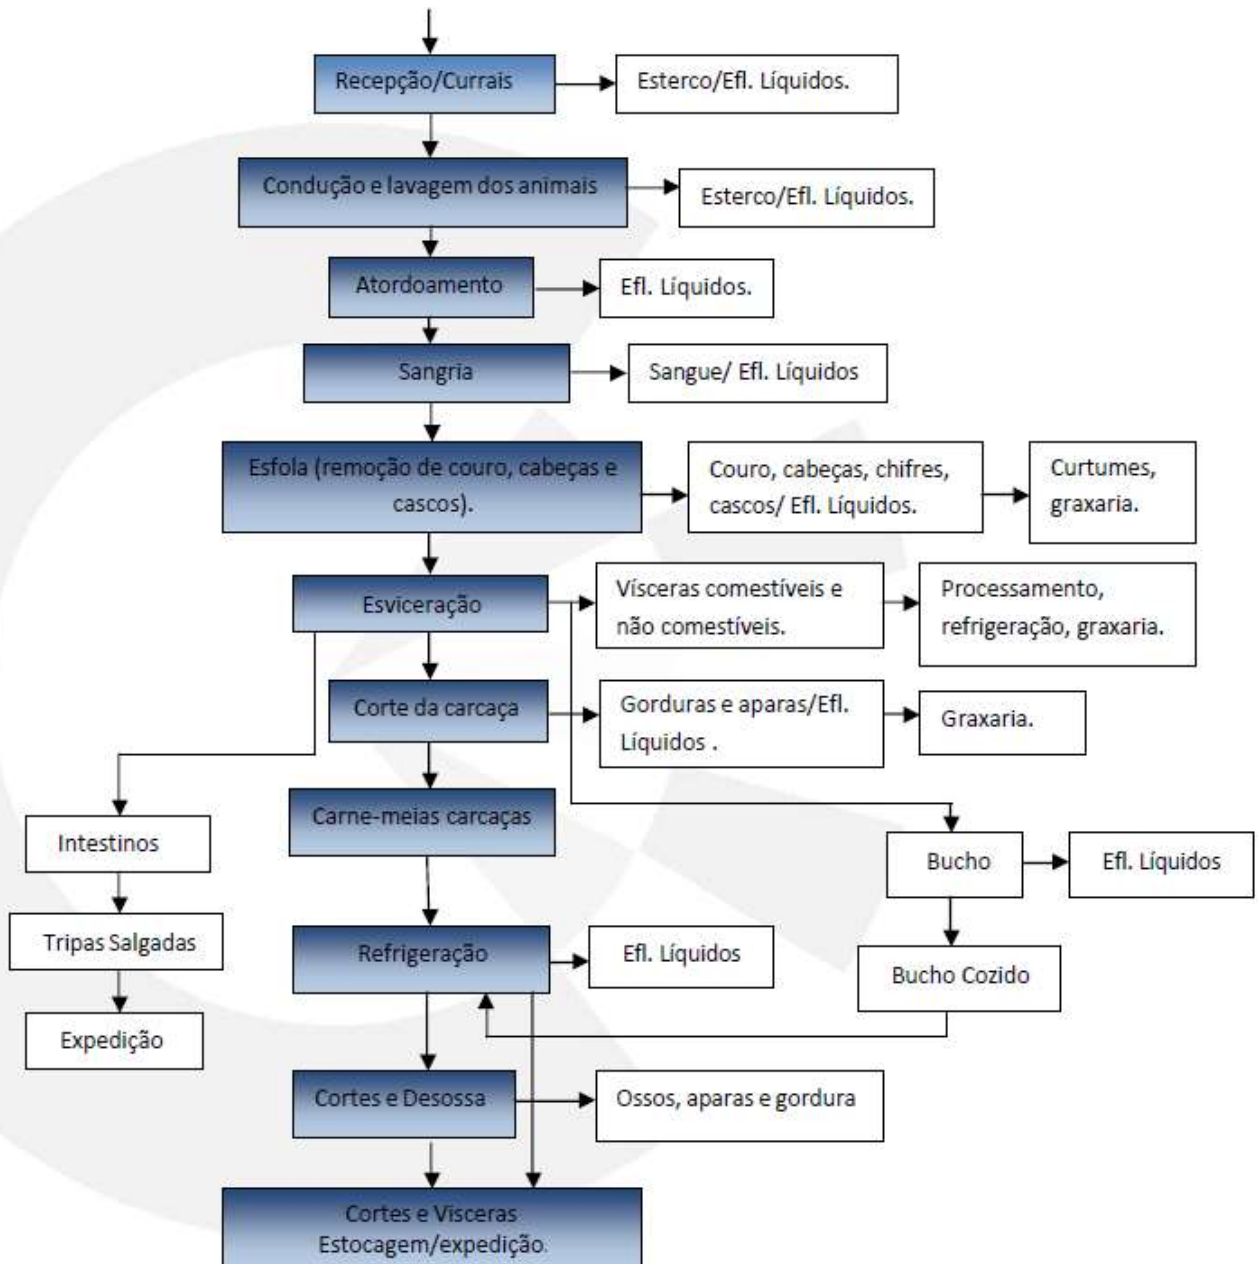 Recepção/Currais
Esterco/Efl. Líquidos.
Condução e lavagem dos animais
Esterco/Efl. Líquidos.
Atordoamento
Efl. Líquidos.
Sangria
Sangue/ Efl. Líquidos
Esfola (remoção de couro, cabeças e
cascos).
Couro, cabeças, chifres,
cascos/ Efl. Líquidos.
Curtumes,
graxaria.
Esviceração
Vísceras comestíveis e
não comestíveis.
Processamento,
refrigeração, graxaria.
Corte da carcaça
Gorduras e aparas/Efl.
Líquidos .
Graxaria.
Carne-meias carcaças
Intestinos
Bucho
Efl. Líquidos
Tripas Salgadas
Refrigeração
Efl. Líquidos
Bucho Cozido
Expedição
Cortes e Desossa
Ossos, aparas e gordura
Cortes e Visceras
Estocagem/expedição.